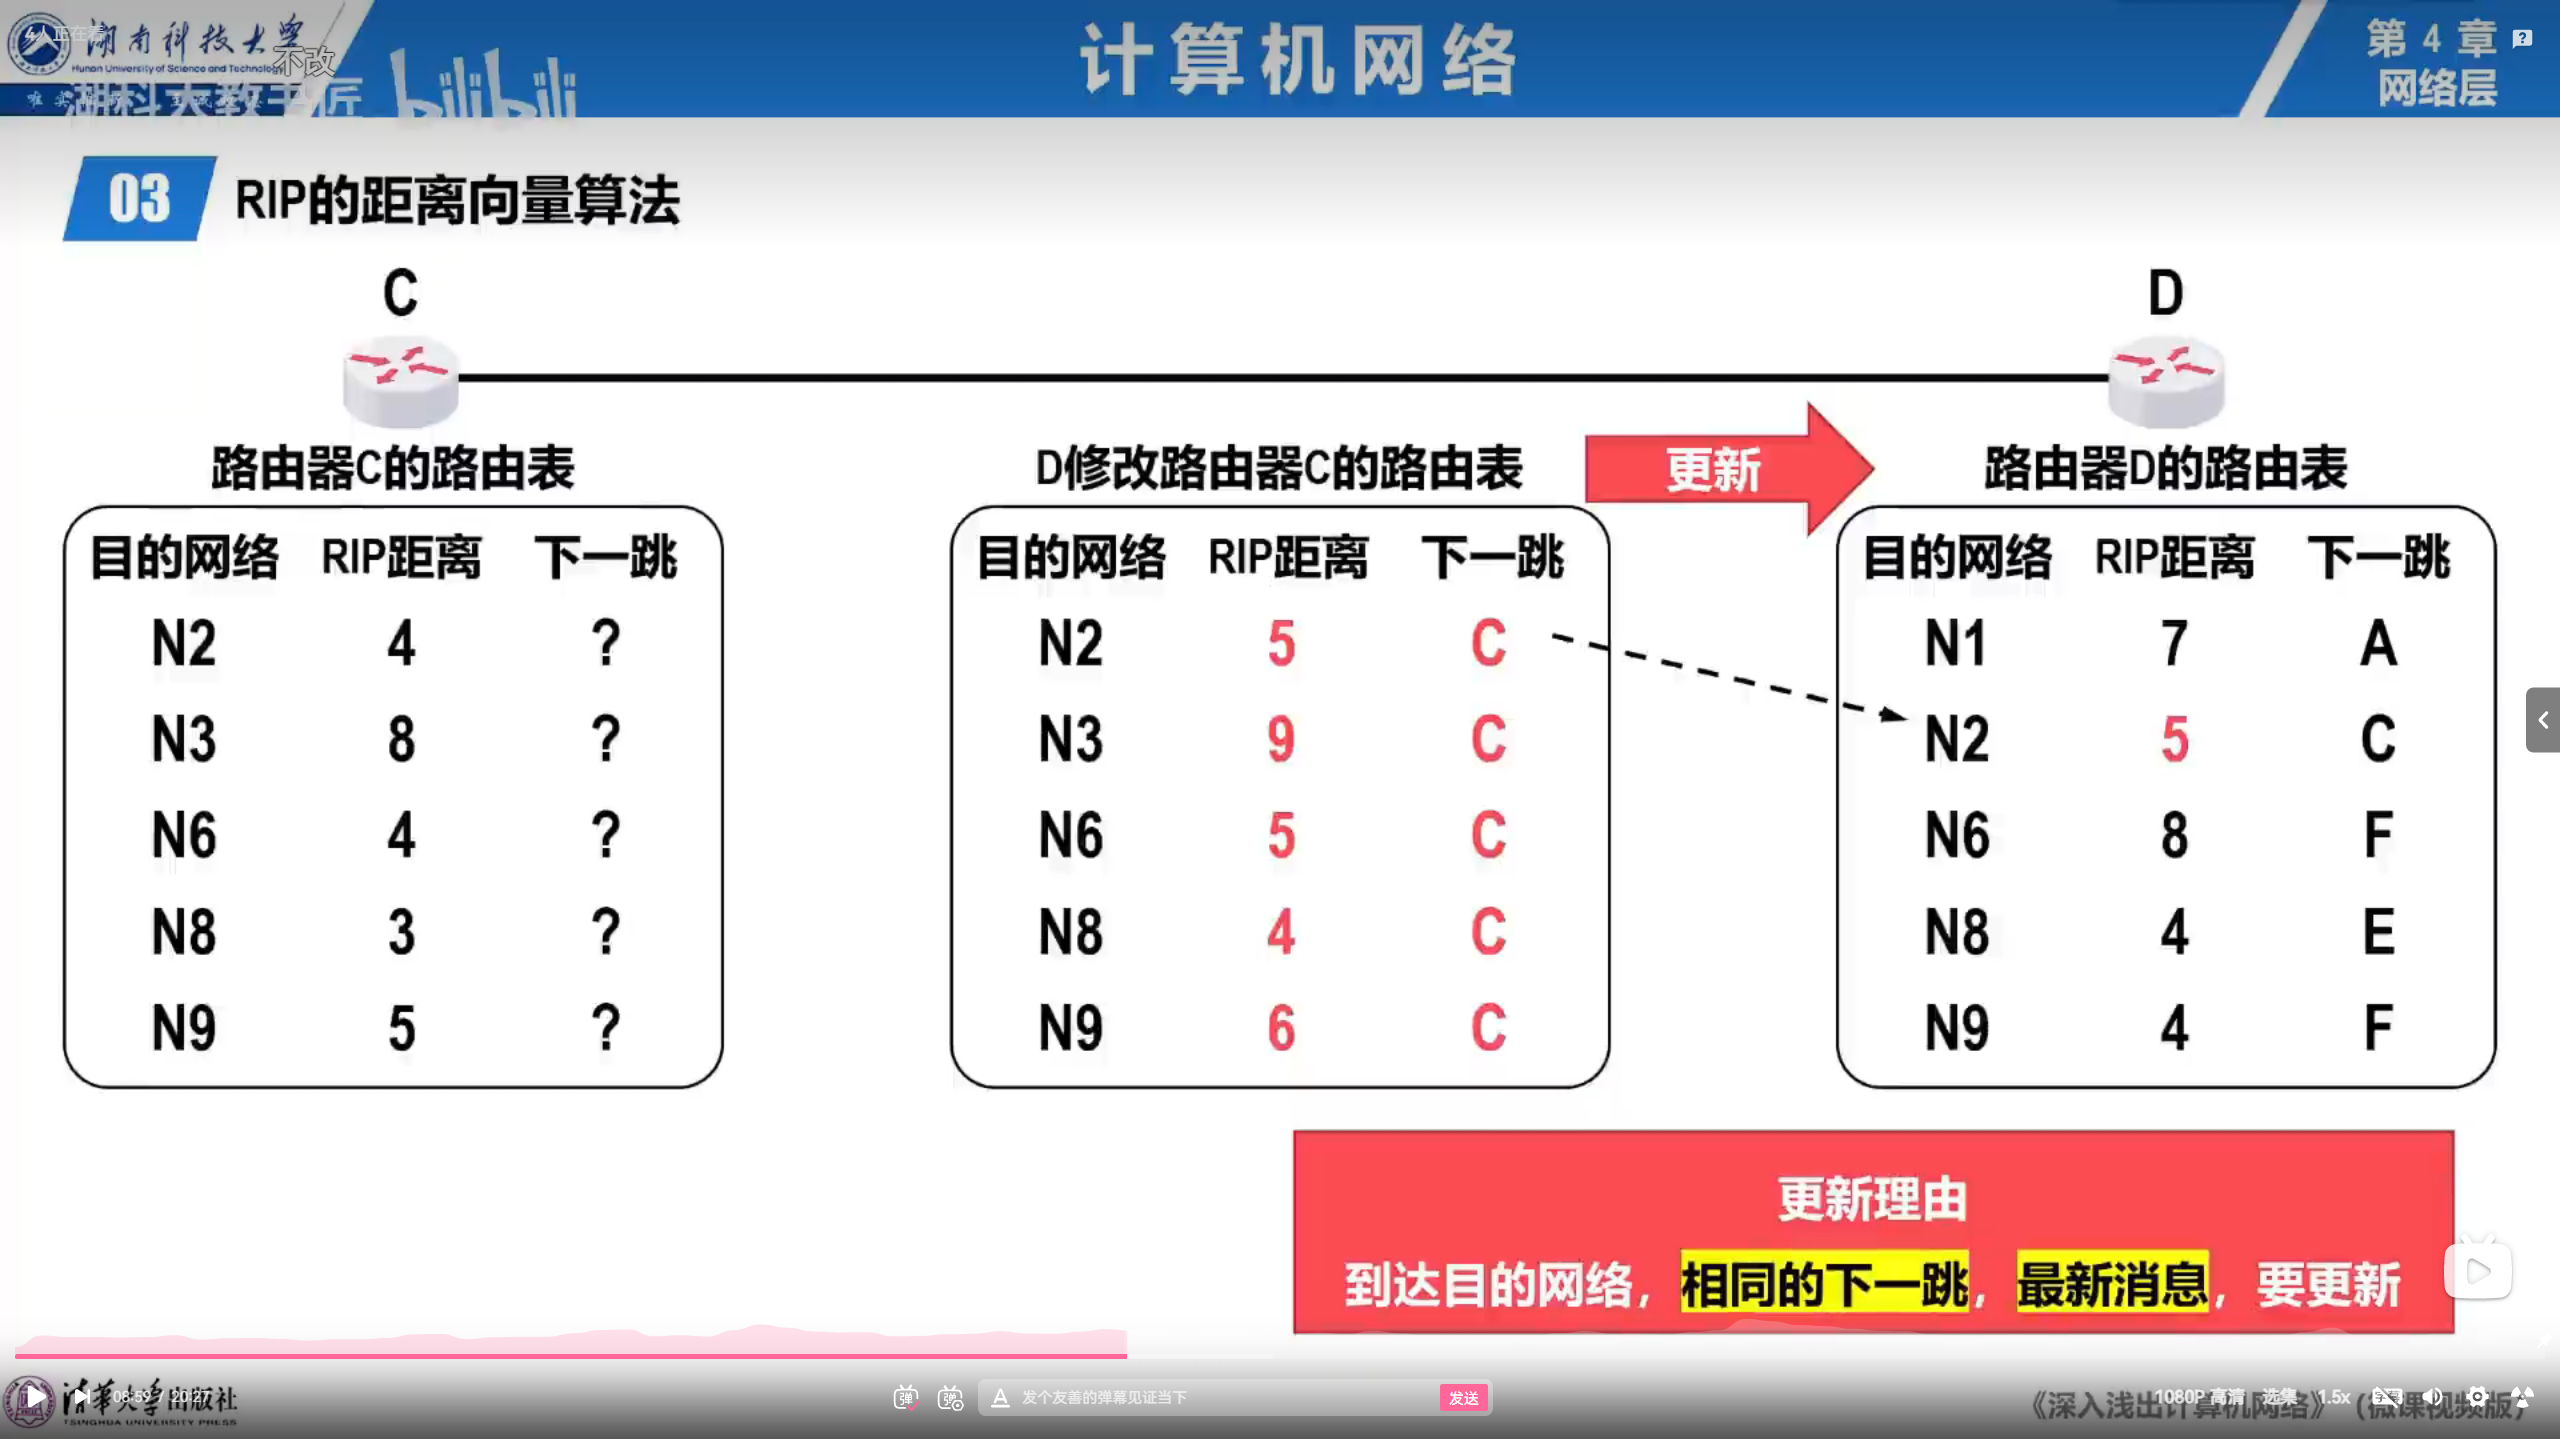 4人正在看
湖南科技大学
Hunan University of Science and Technology
不改
湖科大教书匠 bilibili
计算机网络
第 4 章
网络层
03 RIP的距离向量算法
C D
路由器C的路由表 D修改路由器C的路由表 更新 路由器D的路由表
目的网络 RIP距离 下一跳 目的网络 RIP距离 下一跳 目的网络 RIP距离 下一跳
N2 4 ? N2 5 C N1 7 A
N3 8 ? N3 9 C N2 5 C
N6 4 ? N6 5 C N6 8 F
N8 3 ? N8 4 C N8 4 E
N9 5 ? N9 6 C N9 4 F
更新理由
到达目的网络，相同的下一跳，最新消息，要更新
清华大学出版社
TSINGHUA UNIVERSITY PRESS
08:59 / 20:27
弹 弹 A 发个友善的弹幕见证当下 发送
1080P 高清 选集 1.5x
《深入浅出计算机网络》（微课视频版）